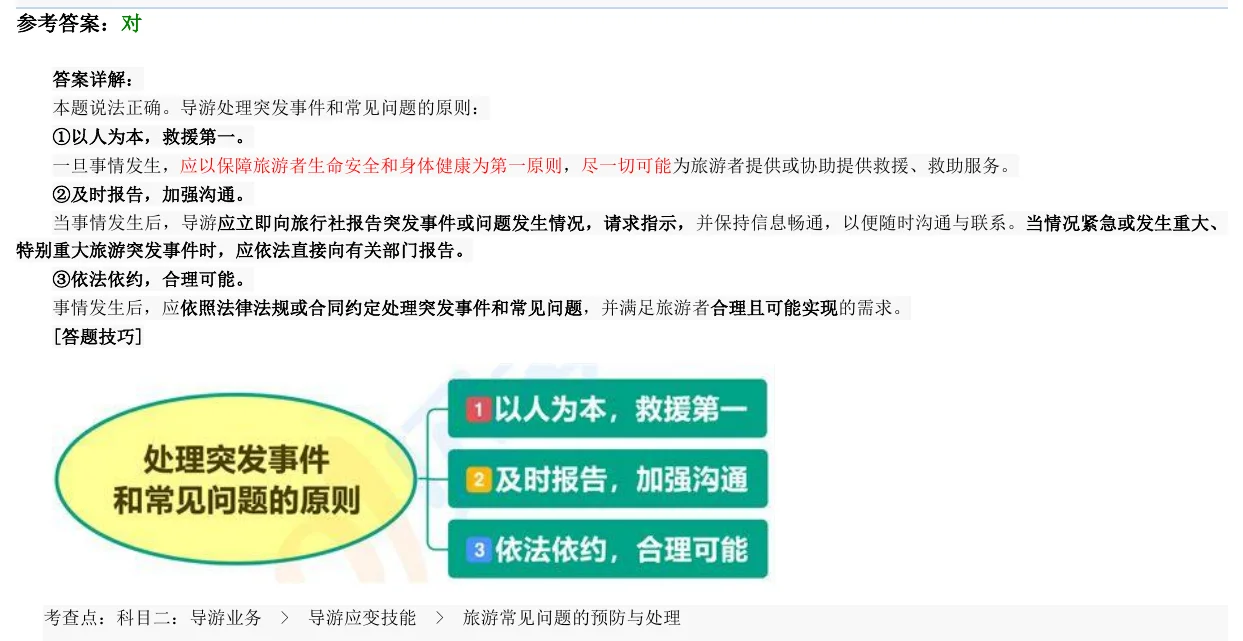 参考答案：对
答案详解：
本题说法正确。导游处理突发事件和常见问题的原则：
①以人为本，救援第一。
一旦事情发生，应以保障旅游者生命安全和身体健康为第一原则，尽一切可能为旅游者提供或协助提供救援、救助服务。
②及时报告，加强沟通。
当事情发生后，导游应立即向旅行社报告突发事件或问题发生情况，请求指示，并保持信息畅通，以便随时沟通与联系。当情况紧急或发生重大、
特别重大旅游突发事件时，应依法直接向有关部门报告。
③依法依约，合理可能。
事情发生后，应依照法律法规或合同约定处理突发事件和常见问题，并满足旅游者合理且可能实现的需求。
[答题技巧]
处理突发事件
和常见问题的原则
1 以人为本，救援第一
2 及时报告，加强沟通
3 依法依约，合理可能
考查点：科目二：导游业务 > 导游应变技能 > 旅游常见问题的预防与处理